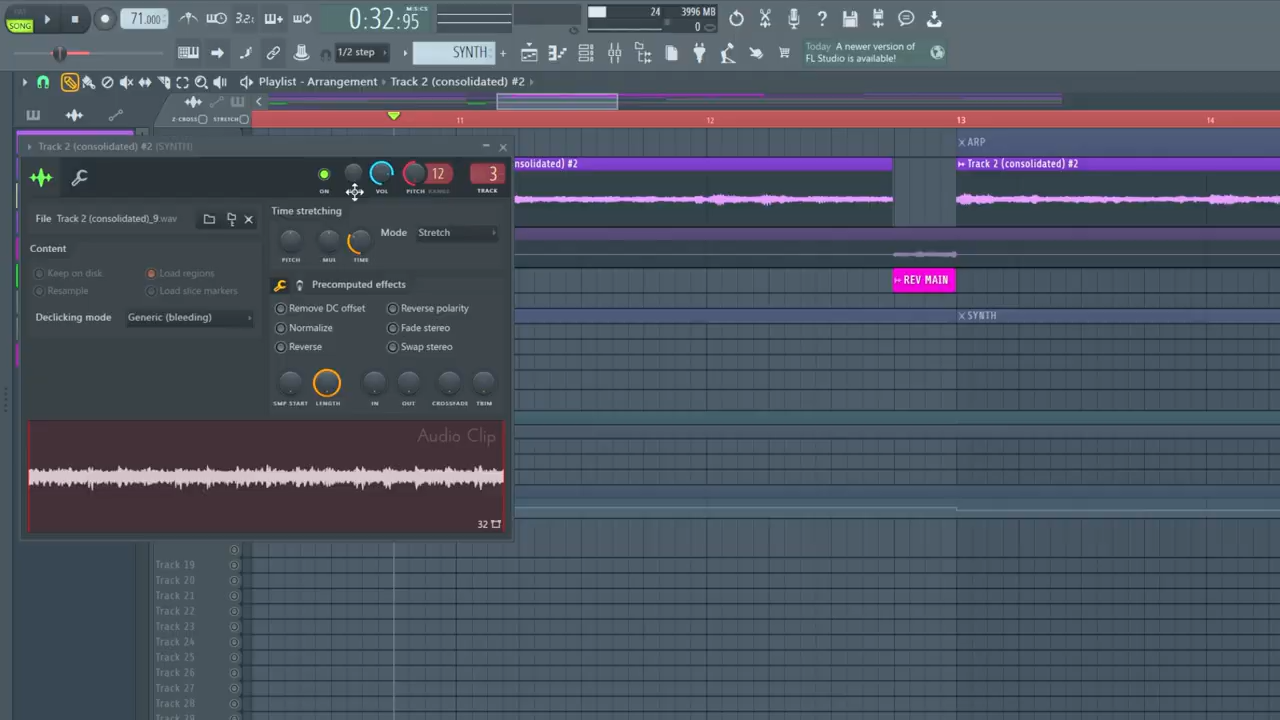 SONG
71.000
3.2.
0:32:95
M:S:CS
24
3996 MB
0
1/2 step
SYNTH
Today A newer version of
FL Studio is available!
Playlist - Arrangement › Track 2 (consolidated) #2 ›
Z-CROSS
STRETCH
11
12
13
14
Track 2 (consolidated) #2 (SYNTH)
nsolidated) #2
ARP
Track 2 (consolidated) #2
12
3
ON
VOL
PITCH
RANGE
TRACK
File Track 2 (consolidated)_9.wav
Time stretching
Mode Stretch
PITCH
MUL
TIME
Content
Keep on disk
Load regions
Resample
Load slice markers
Declicking mode Generic (bleeding)
Precomputed effects
Remove DC offset
Reverse polarity
Normalize
Fade stereo
Reverse
Swap stereo
SMP START
LENGTH
IN
OUT
CROSSFADE
TRIM
REV MAIN
SYNTH
Audio Clip
32
Track 19
Track 20
Track 21
Track 22
Track 23
Track 24
Track 25
Track 26
Track 27
Track 28